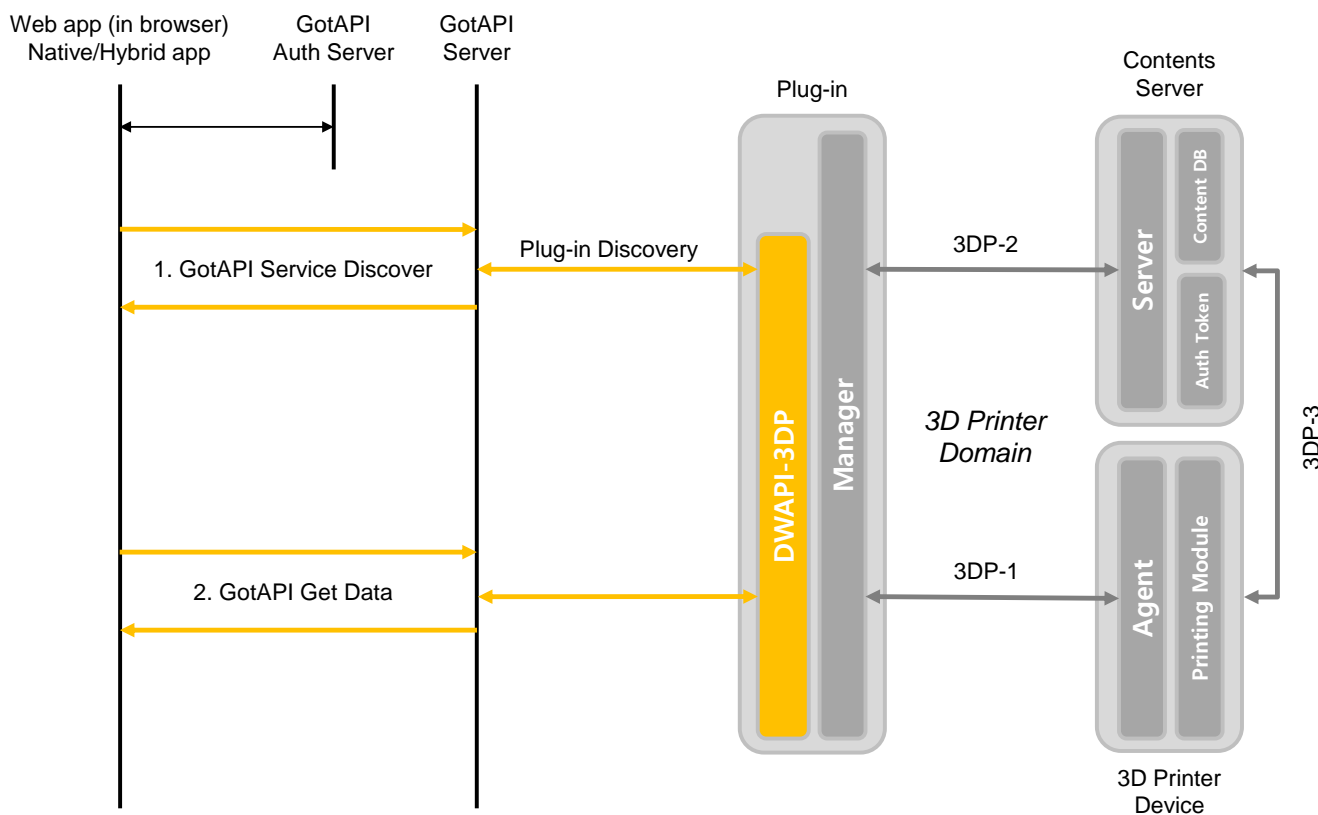 Web app (in browser)
Native/Hybrid app
GotAPI
Auth Server
GotAPI
Server
Plug-in
Contents
Server
1. GotAPI Service Discover
Plug-in Discovery
2. GotAPI Get Data
DWAPI-3DP
Manager
3DP-2
3D Printer
Domain
3DP-1
Server
Content DB
Auth Token
3DP-3
Agent
Printing Module
3D Printer
Device